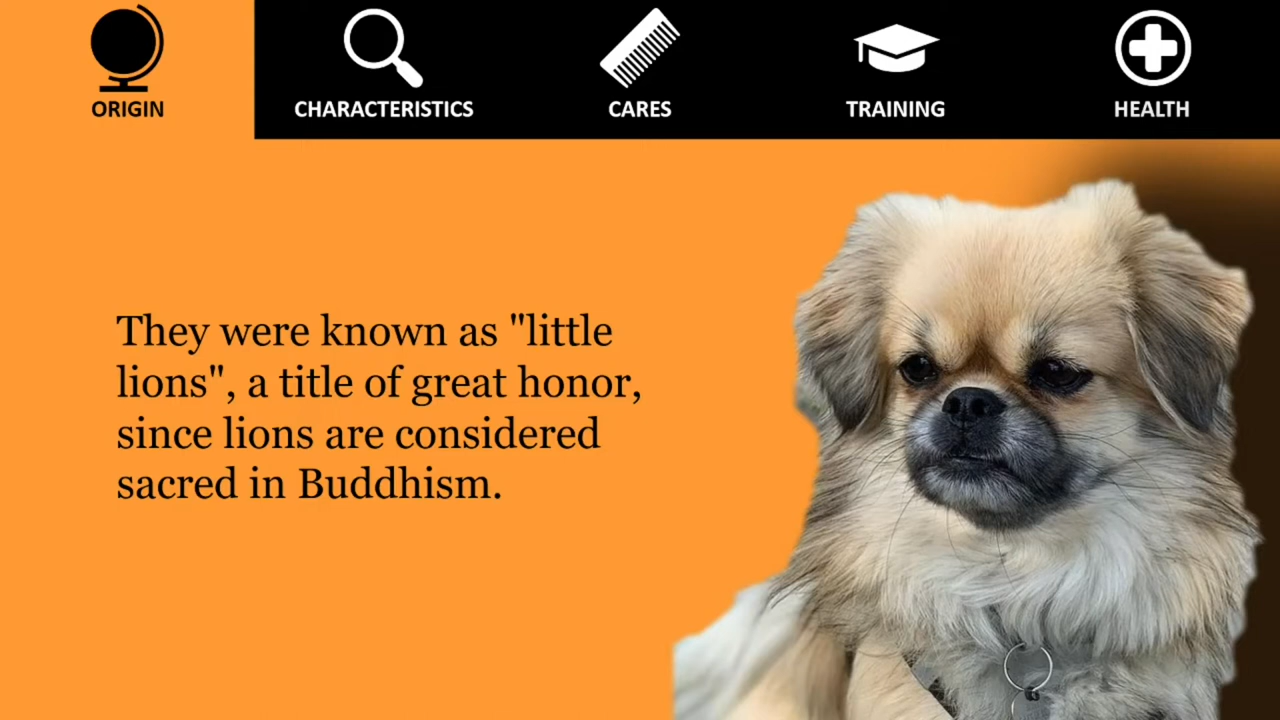 ORIGIN
CHARACTERISTICS
CARES
TRAINING
HEALTH
They were known as "little
lions", a title of great honor,
since lions are considered
sacred in Buddhism.